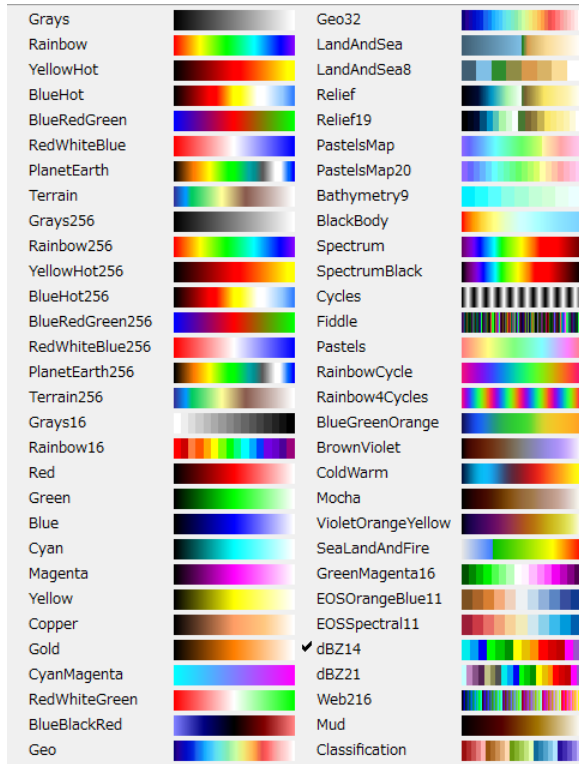 Grays
Rainbow
YellowHot
BlueHot
BlueRedGreen
RedWhiteBlue
PlanetEarth
Terrain
Grays256
Rainbow256
YellowHot256
BlueHot256
BlueRedGreen256
RedWhiteBlue256
PlanetEarth256
Terrain256
Grays16
Rainbow16
Red
Green
Blue
Cyan
Magenta
Yellow
Copper
Gold
CyanMagenta
RedWhiteGreen
BlueBlackRed
Geo
Geo32
LandAndSea
LandAndSea8
Relief
Relief19
PastelsMap
PastelsMap20
Bathymetry9
BlackBody
Spectrum
SpectrumBlack
Cycles
Fiddle
Pastels
RainbowCycle
Rainbow4Cycles
BlueGreenOrange
BrownViolet
ColdWarm
Mocha
VioletOrangeYellow
SeaLandAndFire
GreenMagenta16
EOSOrangeBlue11
EOSSpectral11
dBZ14
dBZ21
Web216
Mud
Classification